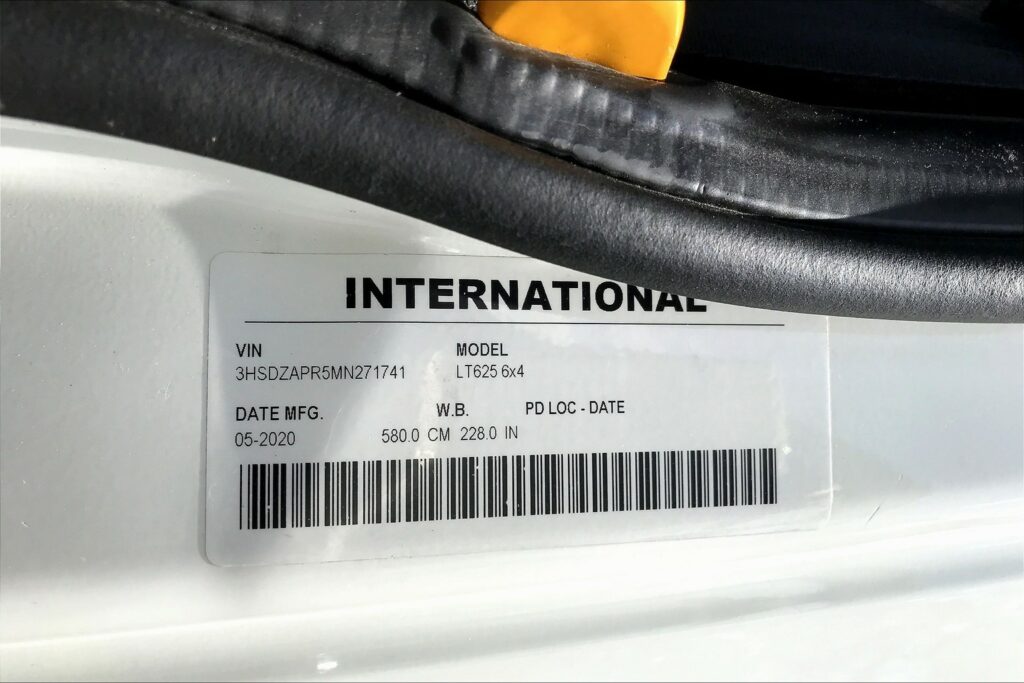 INTERNATIONAL
VIN MODEL
3HSDZAPR5MN271741 LT625 6x4
DATE MFG. W.B. PD LOC - DATE
05-2020 580.0 CM 228.0 IN